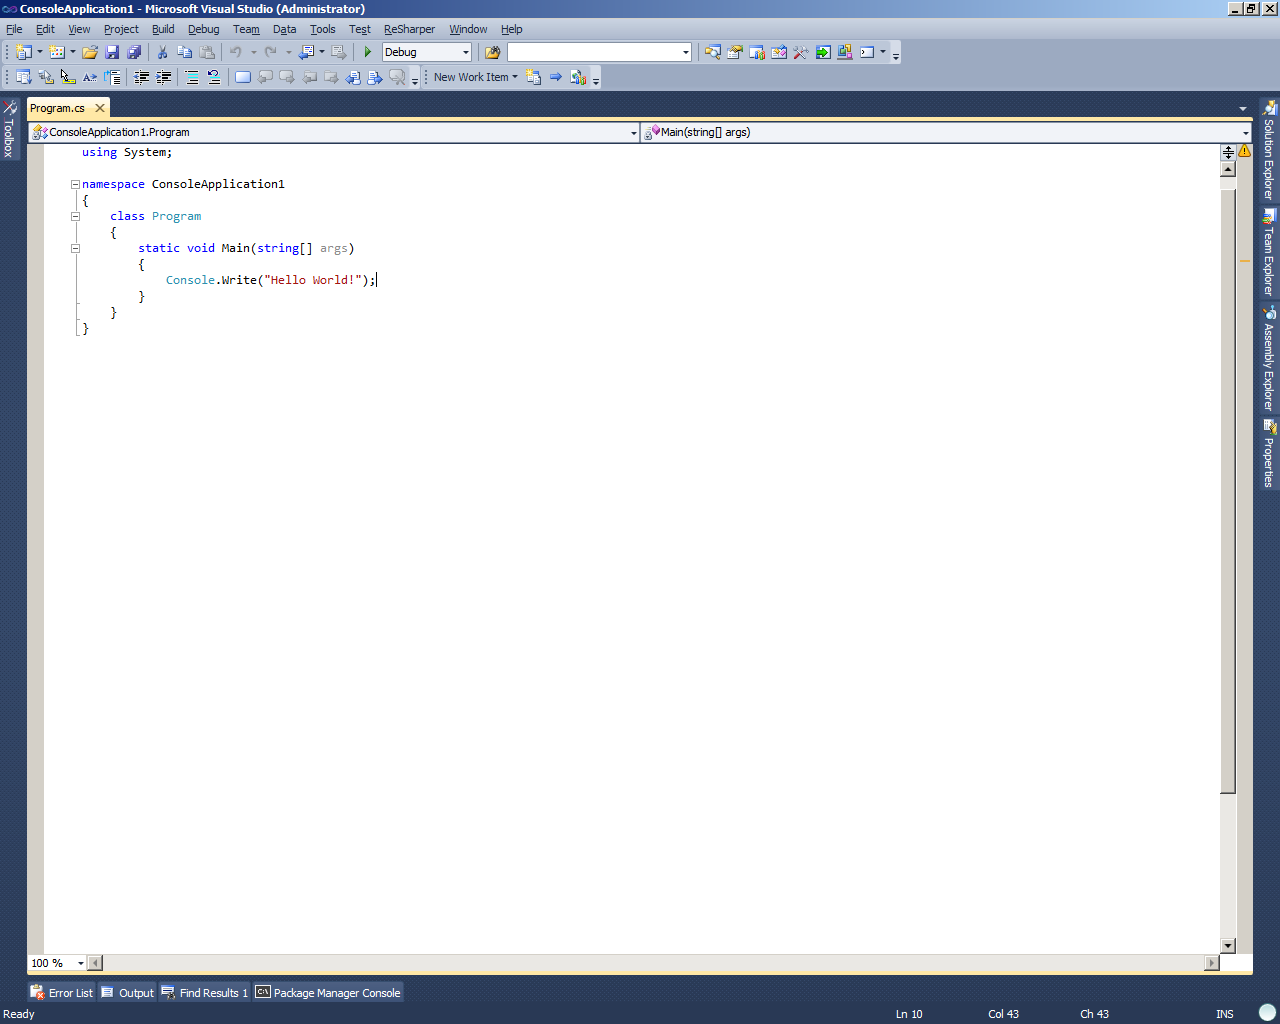 ConsoleApplication1 - Microsoft Visual Studio (Administrator)
File Edit View Project Build Debug Team Data Tools Test ReSharper Window Help
Debug
New Work Item
Program.cs
ConsoleApplication1.Program
Main(string[] args)
using System;
namespace ConsoleApplication1
{
class Program
{
static void Main(string[] args)
{
Console.Write("Hello World!");
}
}
}
Toolbox
Solution Explorer
Team Explorer
Assembly Explorer
Properties
100 %
Error List
Output
Find Results 1
C:\
Package Manager Console
Ready
Ln 10
Col 43
Ch 43
INS